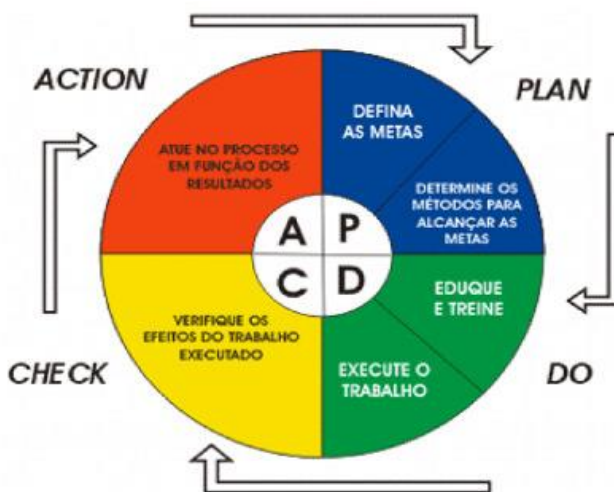 ACTION
PLAN
DEFINA
AS METAS
ATUE NO PROCESSO
EM FUNÇÃO DOS
RESULTADOS
DETERMINE OS
MÉTODOS PARA
ALCANÇAR AS
METAS
A P
C D
EDUQUE
E TREINE
VERIFIQUE OS
EFEITOS DO TRABALHO
EXECUTADO
EXECUTE O
TRABALHO
CHECK
DO